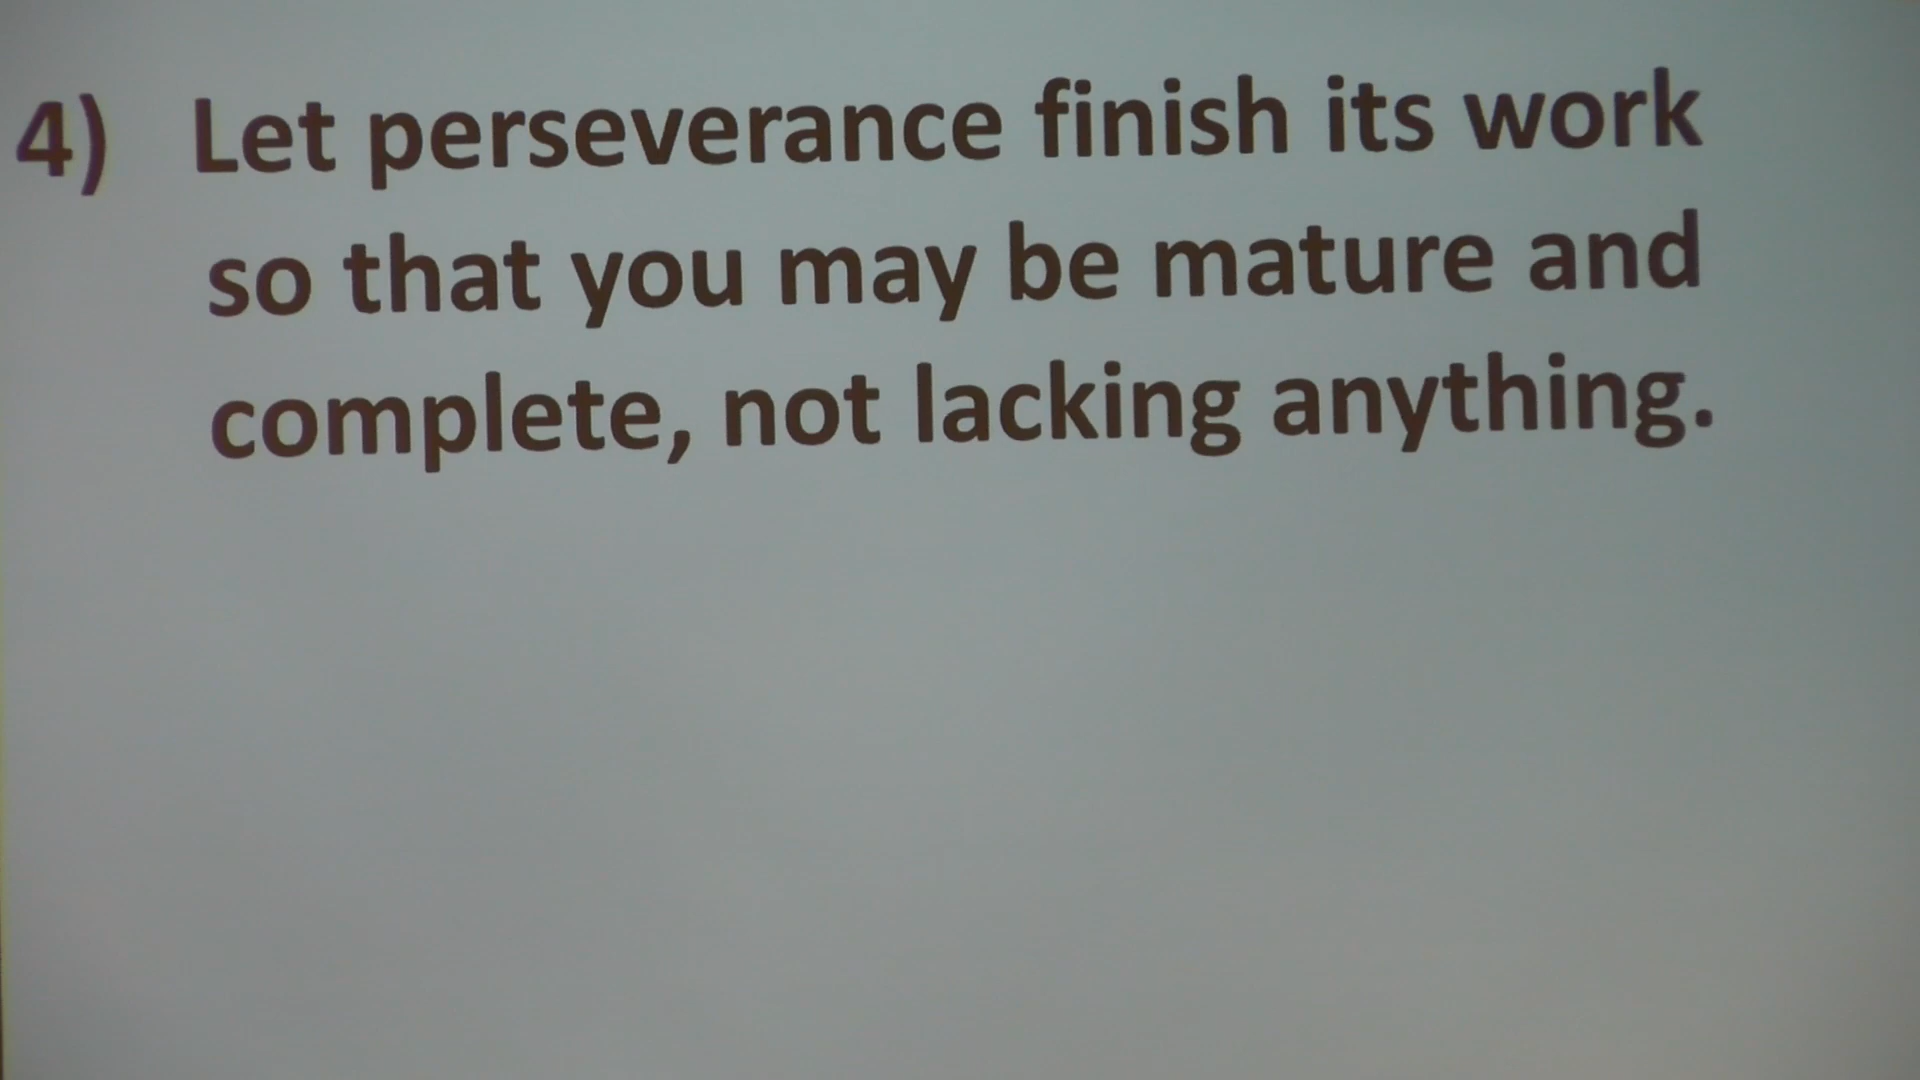 4) Let perseverance finish its work
so that you may be mature and
complete, not lacking anything.